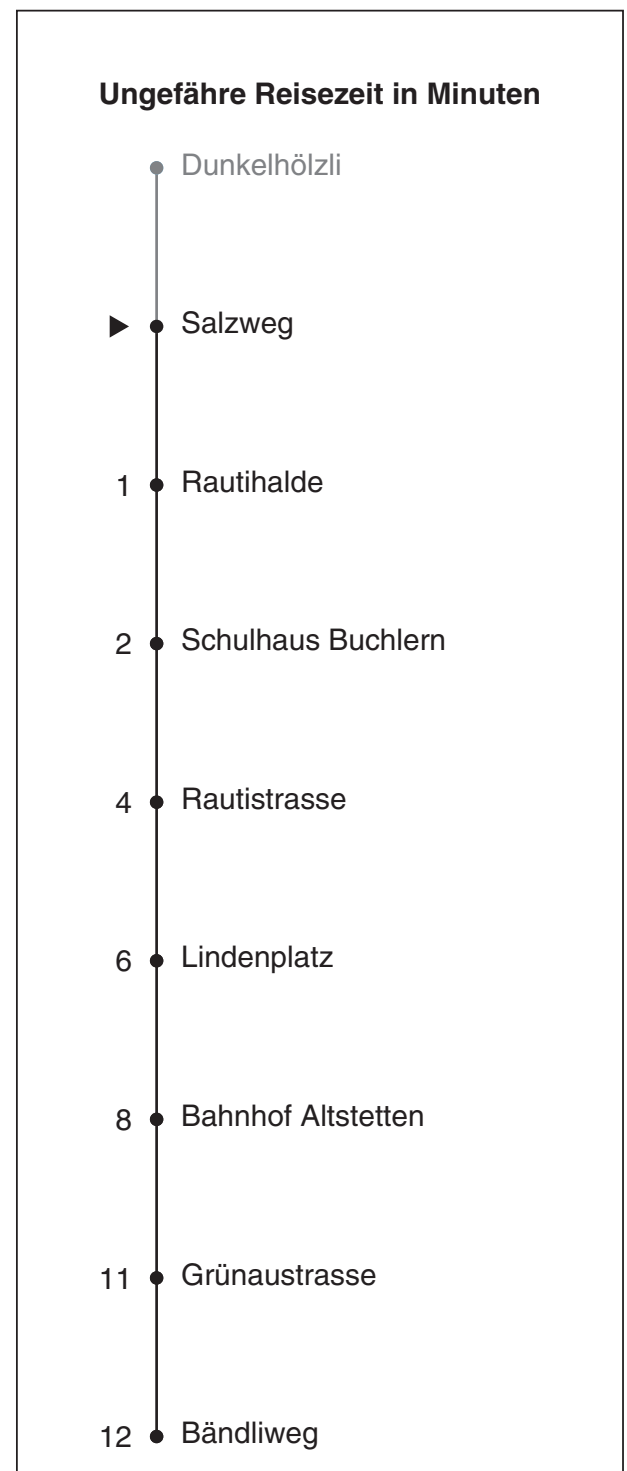 Ungefähre Reisezeit in Minuten
Dunkelhölzli
Salzweg
1 Rautihalde
2 Schulhaus Buchlern
4 Rautistrasse
6 Lindenplatz
8 Bahnhof Altstetten
11 Grünaustrasse
12 Bändliweg